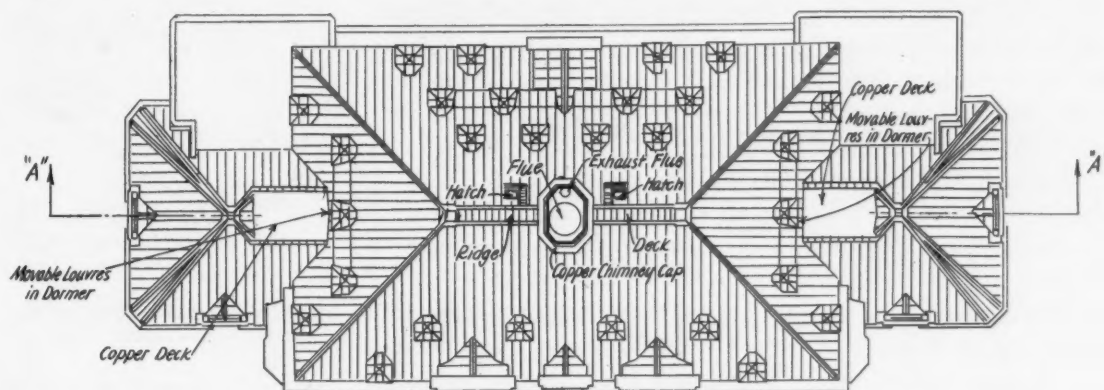 Copper Deck
Movable Louv-
res in Dormer
"A"
"A"
Flue
Exhaust Flue
Hatch
Hatch
Ridge
Deck
Copper Chimney Cap
Movable Louvres
in Dormer
Copper Deck